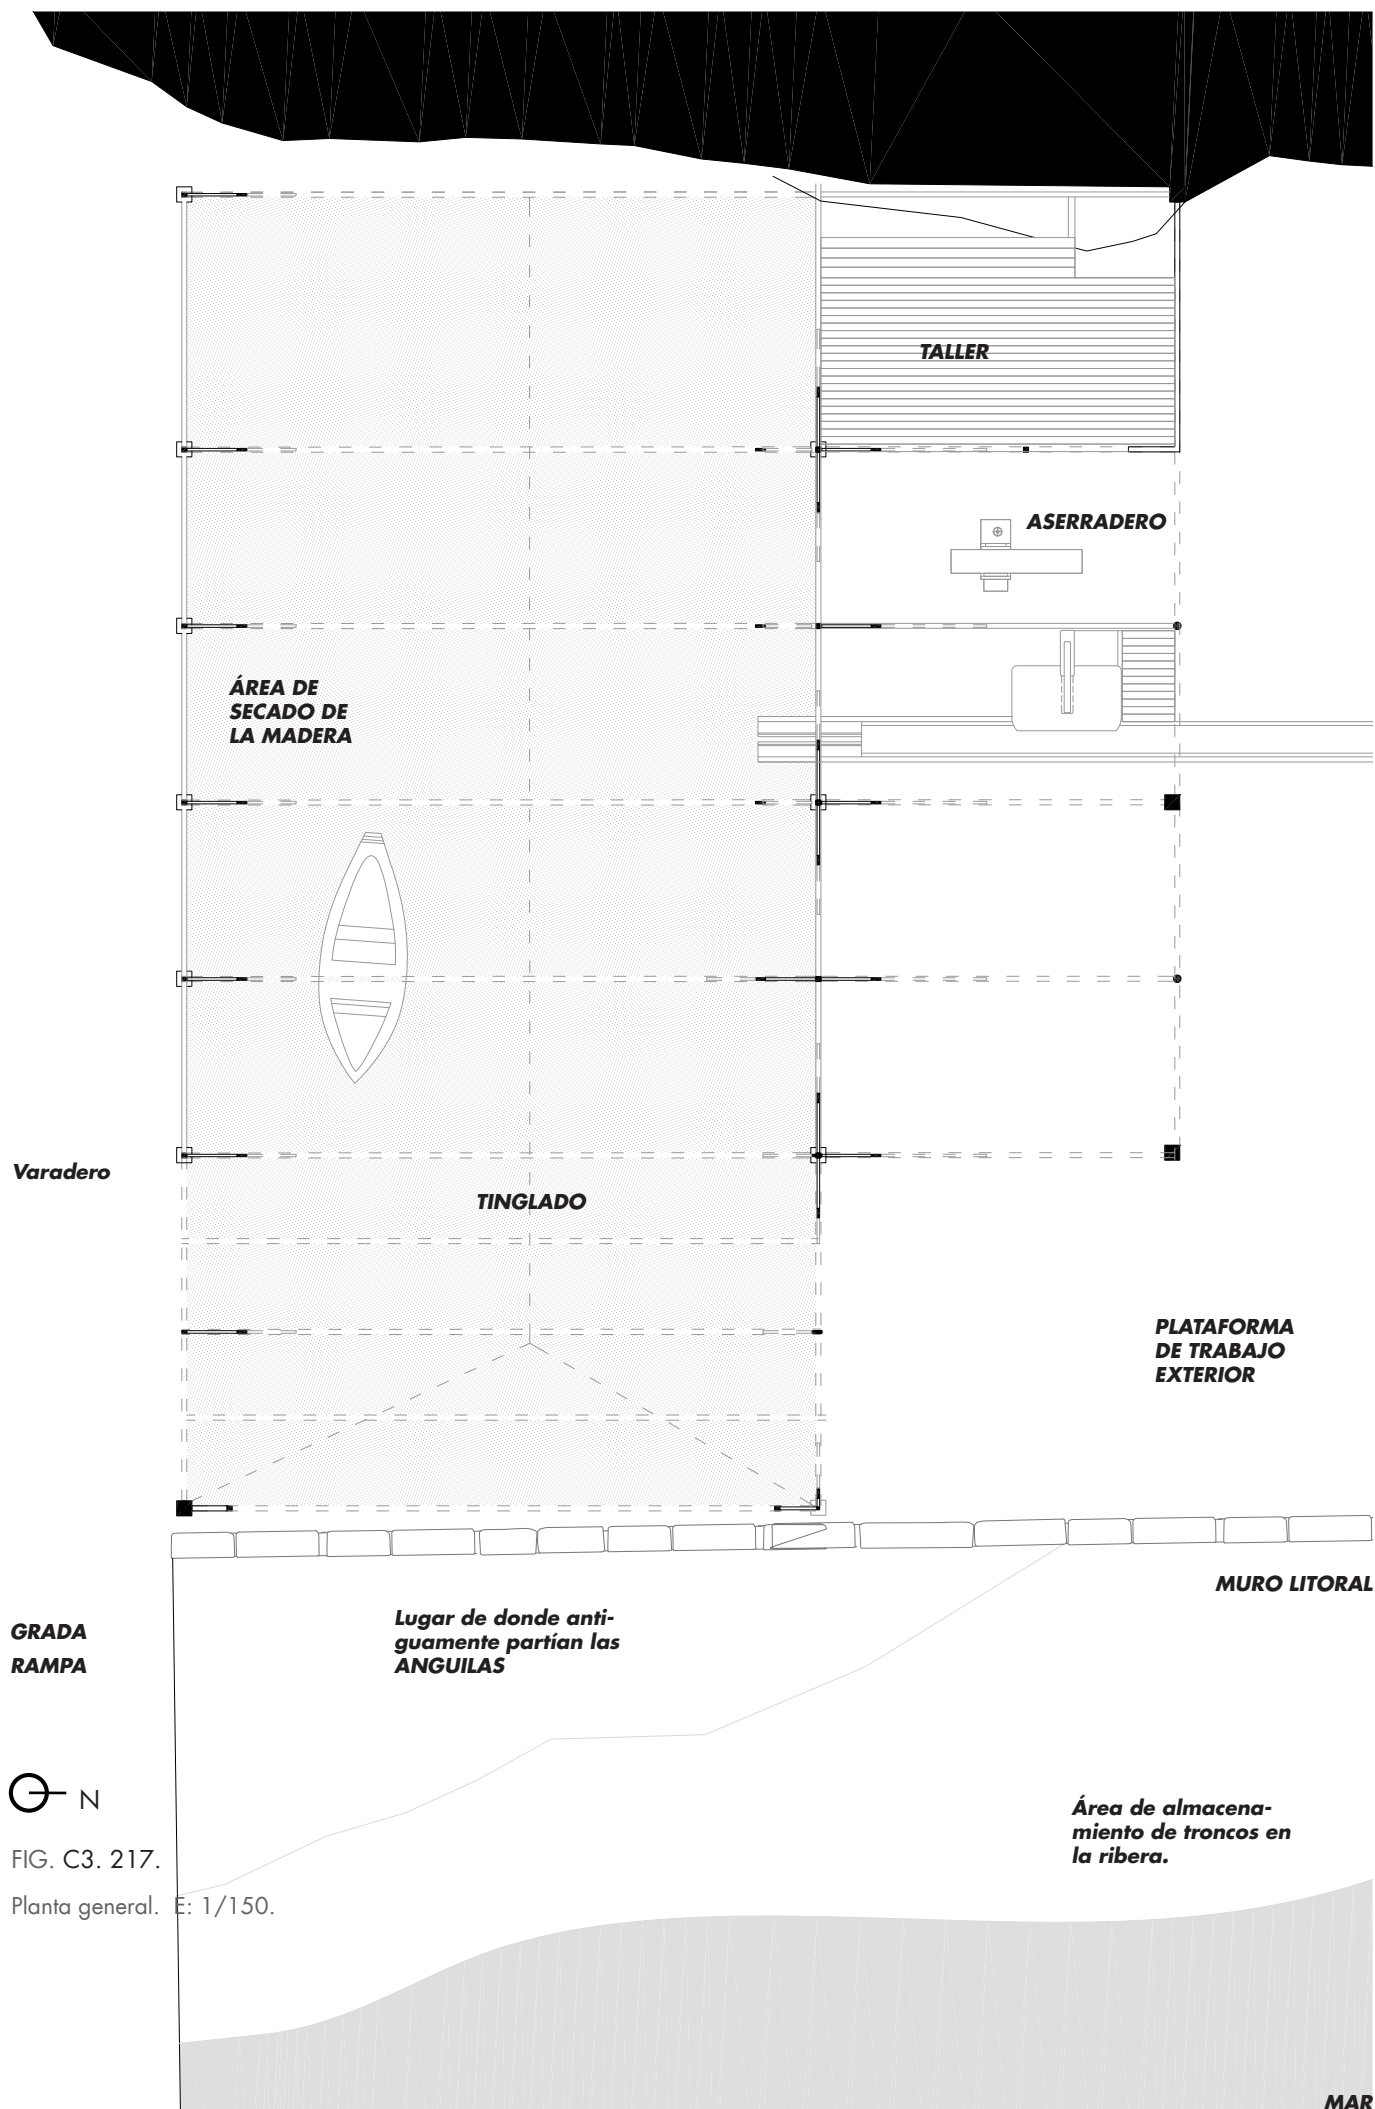 TALLER
ASERRADERO
ÁREA DE
SECADO DE
LA MADERA
Varadero
TINGLADO
PLATAFORMA
DE TRABAJO
EXTERIOR
MURO LITORAL
GRADA
RAMPA
Lugar de donde anti-
guamente partían las
ANGUILAS
N
Área de almacena-
miento de troncos en
la ribera.
FIG. C3. 217.
Planta general. E: 1/150.
MAR